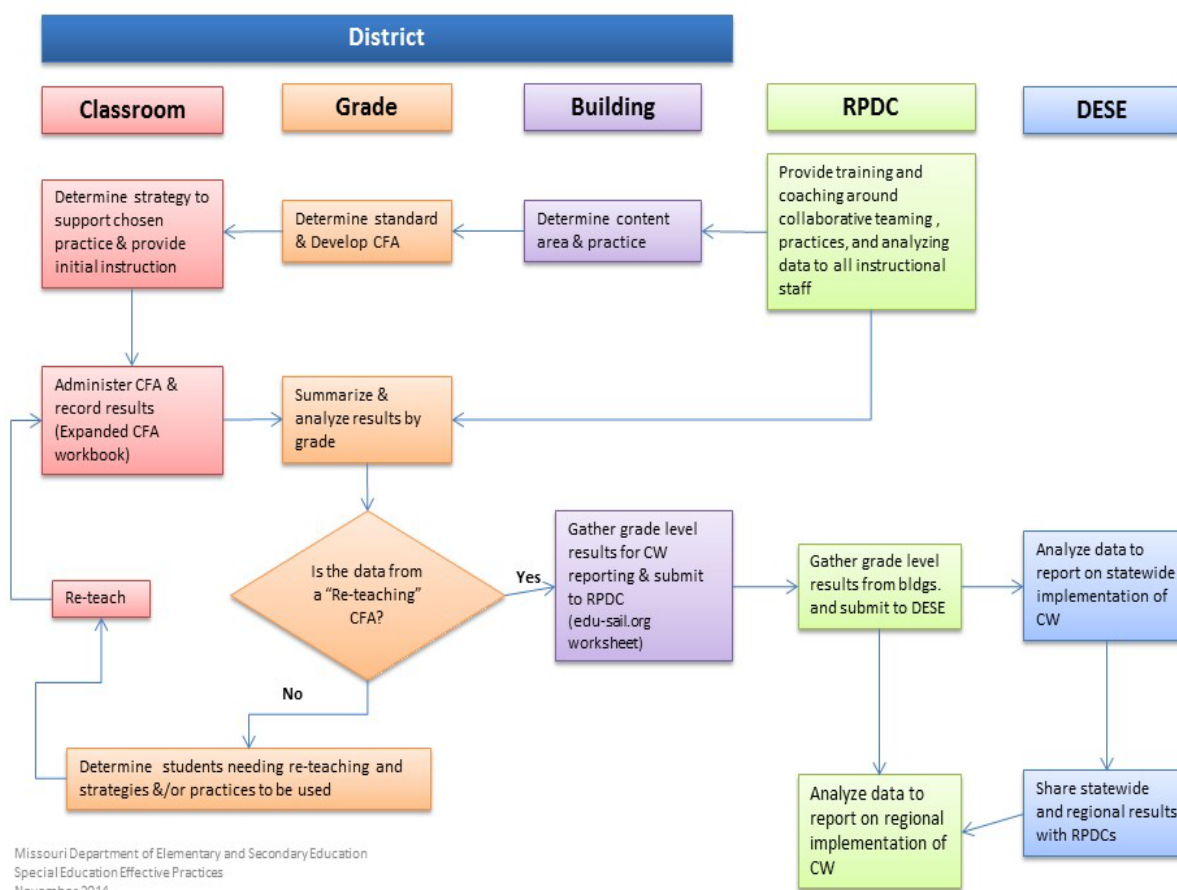 District
Classroom
Grade
Building
RPDC
DESE
Determine strategy to
support chosen
practice & provide
initial instruction
Determine standard
& Develop CFA
Determine content
area & practice
Provide training and
coaching around
collaborative teaming ,
practices, and analyzing
data to all instructional
staff
Administer CFA &
record results
(Expanded CFA
workbook)
Summarize &
analyze results by
grade
Is the data from
a “Re-teaching”
CFA?
Yes
No
Gather grade level
results for CW
reporting & submit
to RPDC
(edu-sail.org
worksheet)
Gather grade level
results from bldgs.
and submit to DESE
Analyze data to
report on statewide
implementation of
CW
Re-teach
Determine students needing re-teaching and
strategies &/or practices to be used
Analyze data to
report on regional
implementation of
CW
Share statewide
and regional results
with RPDCs
Missouri Department of Elementary and Secondary Education
Special Education Effective Practices
November 2014